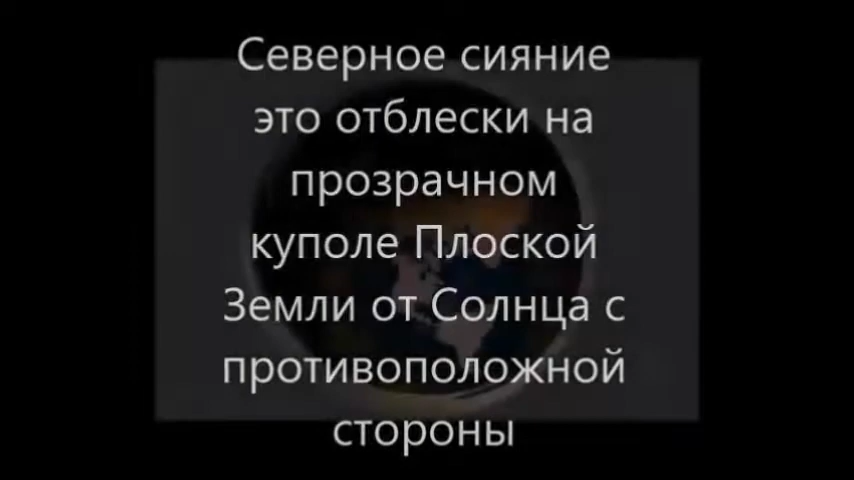 Северное сияние
это отблески на
прозрачном
куполе Плоской
Земли от Солнца с
противоположной
стороны